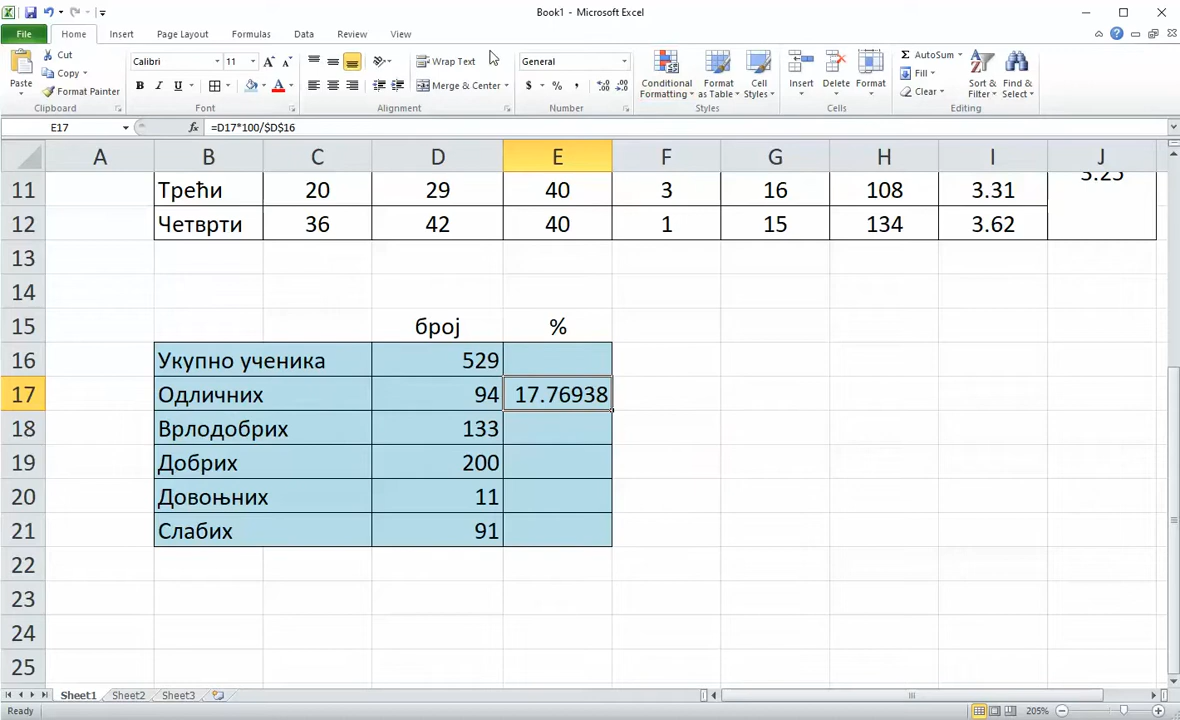 Book1 - Microsoft Excel
File Home Insert Page Layout Formulas Data Review View
Paste Cut Copy Format Painter Clipboard
Calibri 11 A A B I U A Font
Wrap Text Merge & Center Alignment
General $ % , Number
Conditional Formatting Format as Table Cell Styles Styles
Insert Delete Format Cells
AutoSum Fill Clear Sort & Filter Find & Select Editing
E17 fx =D17*100/$D$16
A B C D E F G H I J
11 Трећи 20 29 40 3 16 108 3.31 3.25
12 Четврти 36 42 40 1 15 134 3.62
13
14
15 број %
16 Укупно ученика 529
17 Одличних 94 17.76938
18 Врлодобрих 133
19 Добрих 200
20 Довоњних 11
21 Слабих 91
22
23
24
25
Sheet1 Sheet2 Sheet3
Ready 205%